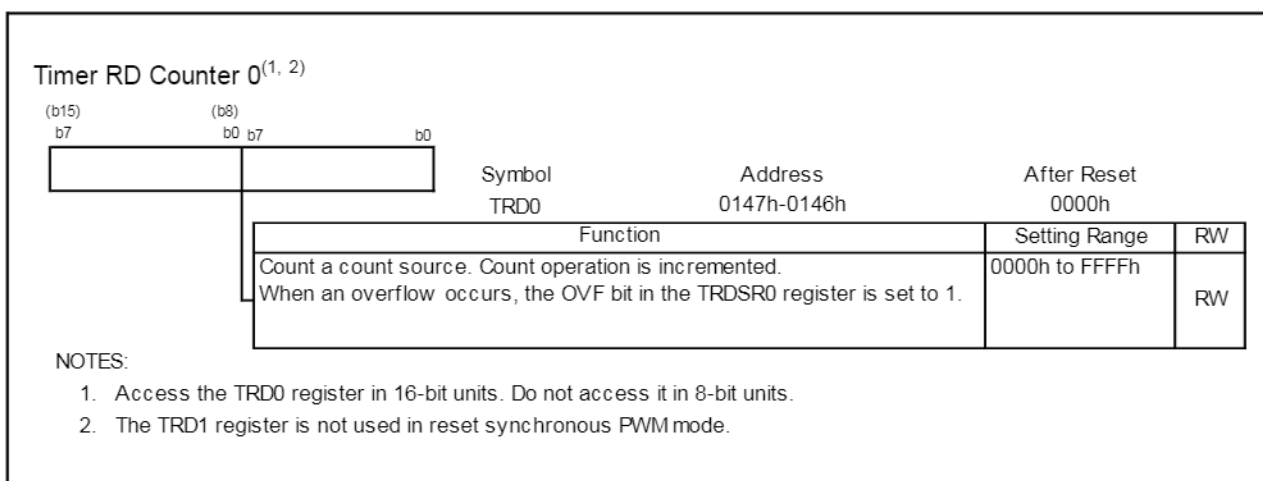 Timer RD Counter 0(1, 2)
(b15) (b8)
b7 b0 b7 b0
Symbol Address After Reset
TRD0 0147h-0146h 0000h
Function Setting Range RW
Count a count source. Count operation is incremented. 0000h to FFFFh
When an overflow occurs, the OVF bit in the TRDSR0 register is set to 1. RW
NOTES:
1. Access the TRD0 register in 16-bit units. Do not access it in 8-bit units.
2. The TRD1 register is not used in reset synchronous PWM mode.